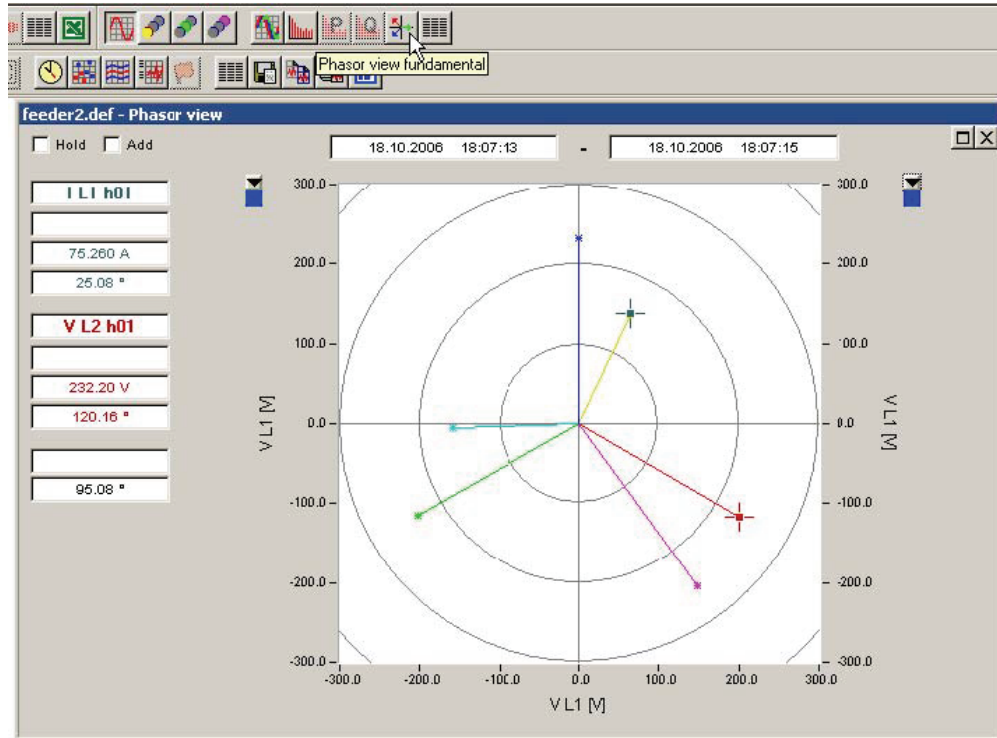 Phasor view fundamental
feeder2.def - Phasor view
Hold Add
18.10.2006 18:07:13 - 18.10.2006 18:07:15
I L1 h01
75.260 A
25.08 °
V L2 h01
232.20 V
120.16 °
95.08 °
300.0
200.0
100.0
0.0
-100.0
-200.0
-300.0
V L1 [V]
300.0
200.0
100.0
0.0
-100.0
-200.0
-300.0
V L1 [V]
-300.0 -200.0 -100.0 0.0 100.0 200.0 300.0
V L1 [V]
P
Q